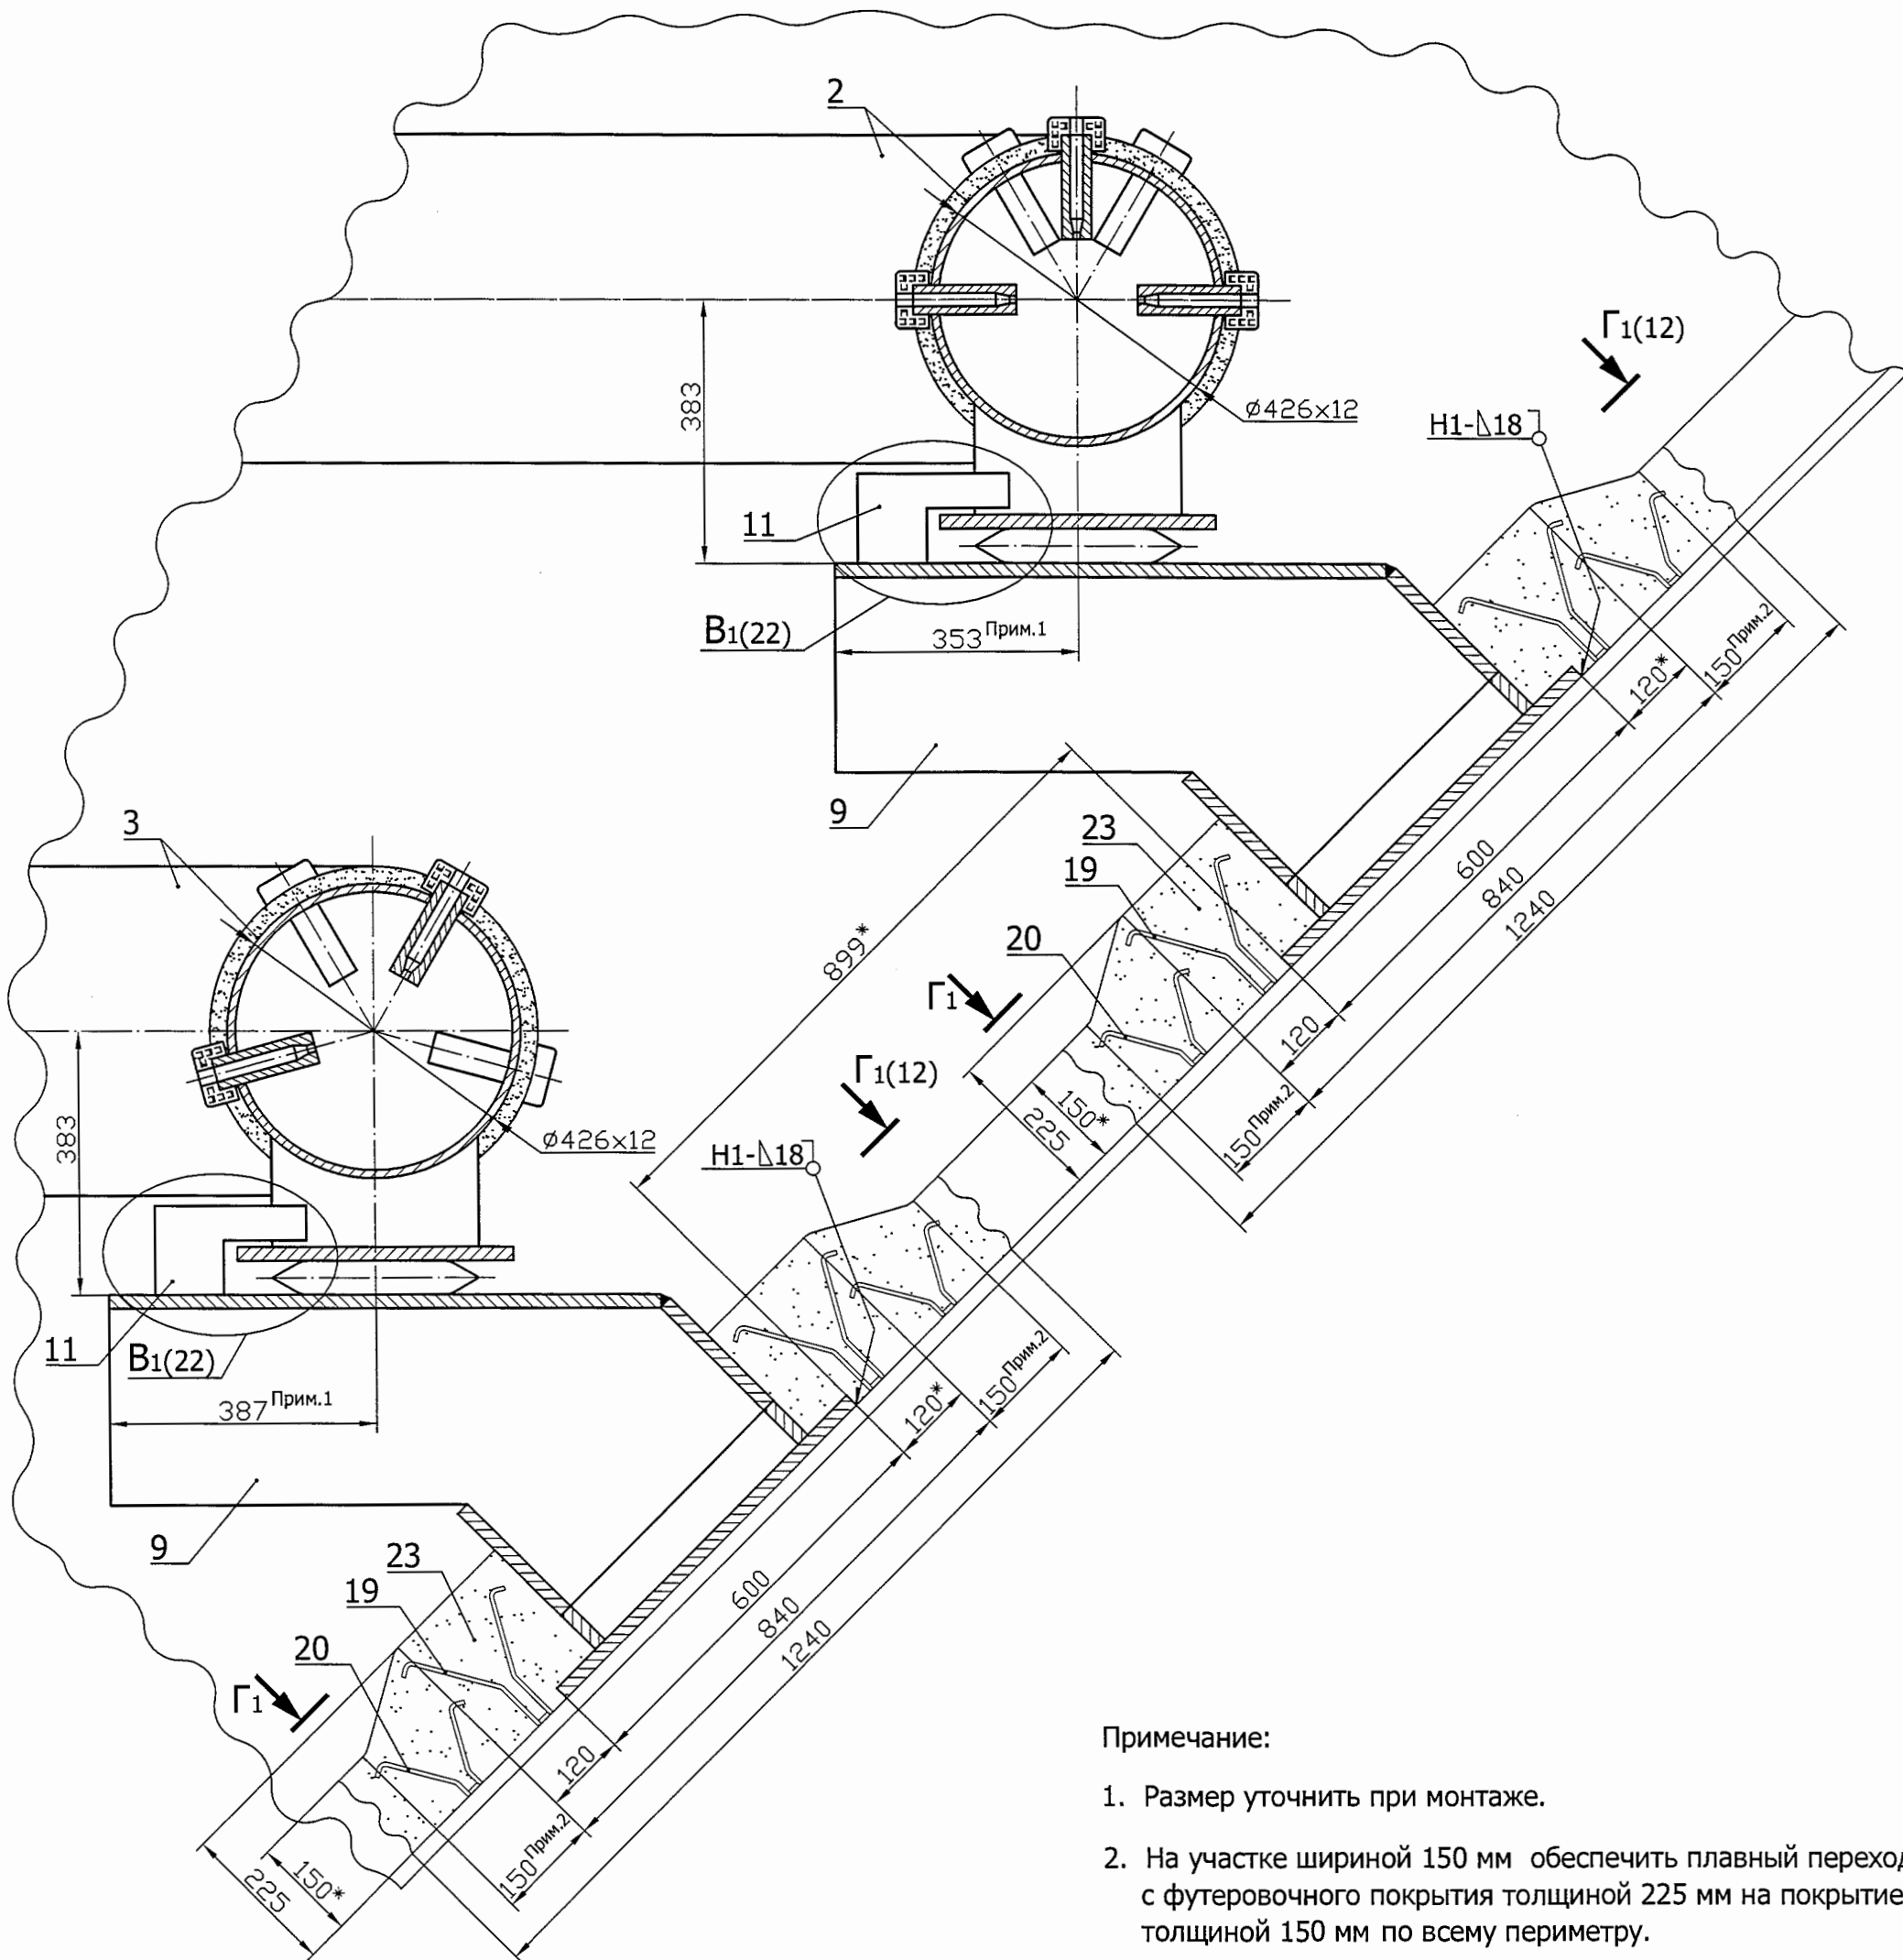 2
Г1(12)
383
⌀426x12
Н1-⊿18
11
В1(22)
353 Прим.1
150 Прим.2
120*
9
23
3
19
600
840
1240
899*
20
Г1
120
Г1(12)
150*
225
150 Прим.2
383
⌀426x12
Н1-⊿18
11
В1(22)
387 Прим.1
150 Прим.2
120*
9
23
19
600
840
1240
20
Г1
120
150 Прим.2
150*
225
Примечание:
1. Размер уточнить при монтаже.
2. На участке шириной 150 мм обеспечить плавный переход
с футеровочного покрытия толщиной 225 мм на покрытие
толщиной 150 мм по всему периметру.